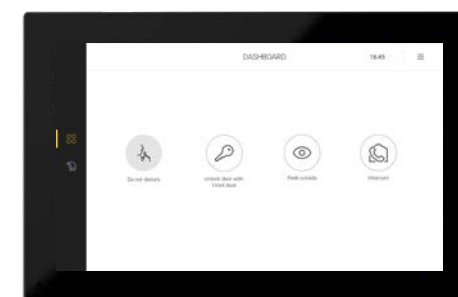 DASHBOARD
16:45
Do not disturb
Unlock door with
Front door
Peek outside
Intercom